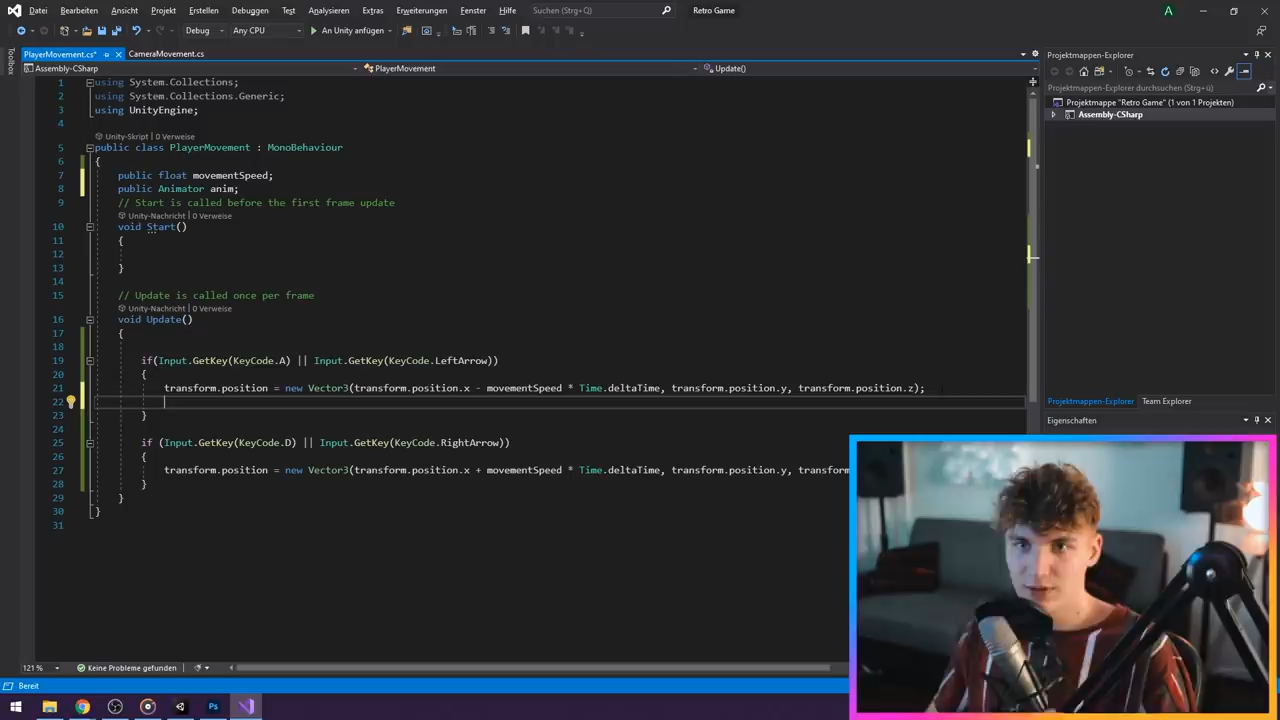 Datei Bearbeiten Ansicht Projekt Erstellen Debuggen Test Analysieren Extras Erweiterungen Fenster Hilfe Suchen (Strg+Q) Retro Game A
Debug Any CPU An Unity anfügen
PlayerMovement.cs* CameraMovement.cs
Assembly-CSharp PlayerMovement Update()
Toolbox
1 using System.Collections;
2 using System.Collections.Generic;
3 using UnityEngine;
4
Unity-Skript | 0 Verweise
5 public class PlayerMovement : MonoBehaviour
6 {
7 public float movementSpeed;
8 public Animator anim;
9 // Start is called before the first frame update
Unity-Nachricht | 0 Verweise
10 void Start()
11 {
12
13 }
14
15 // Update is called once per frame
Unity-Nachricht | 0 Verweise
16 void Update()
17 {
18
19 if(Input.GetKey(KeyCode.A) || Input.GetKey(KeyCode.LeftArrow))
20 {
21 transform.position = new Vector3(transform.position.x - movementSpeed * Time.deltaTime, transform.position.y, transform.position.z);
22
23 }
24
25 if (Input.GetKey(KeyCode.D) || Input.GetKey(KeyCode.RightArrow))
26 {
27 transform.position = new Vector3(transform.position.x + movementSpeed * Time.deltaTime, transform.position.y, transform
28 }
29 }
30 }
31
121 % Keine Probleme gefunden
Bereit
Projektmappen-Explorer
Projektmappen-Explorer durchsuchen (Strg+ü)
Projektmappe "Retro Game" (1 von 1 Projekten)
Assembly-CSharp
Projektmappen-Explorer Team Explorer
Eigenschaften
Ps